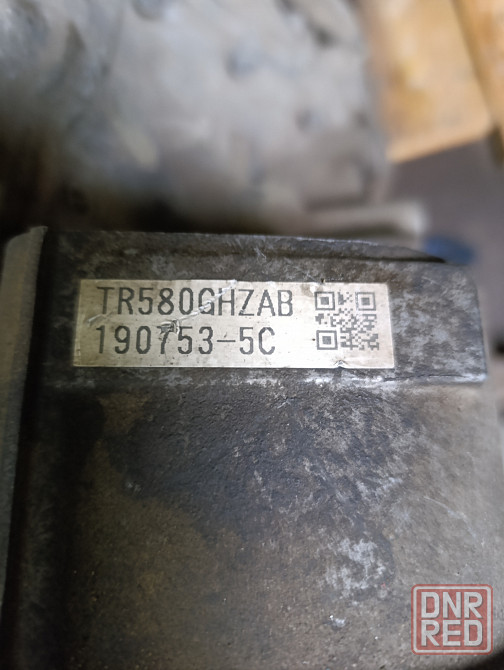 TR580GHZAB
190753-5C
DNR
RED